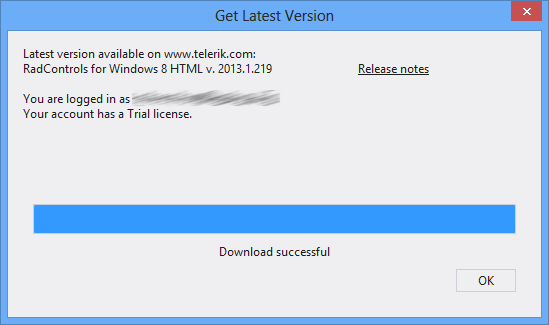 Get Latest Version
Latest version available on www.telerik.com:
RadControls for Windows 8 HTML v. 2013.1.219 Release notes
You are logged in as
Your account has a Trial license.
Download successful
OK